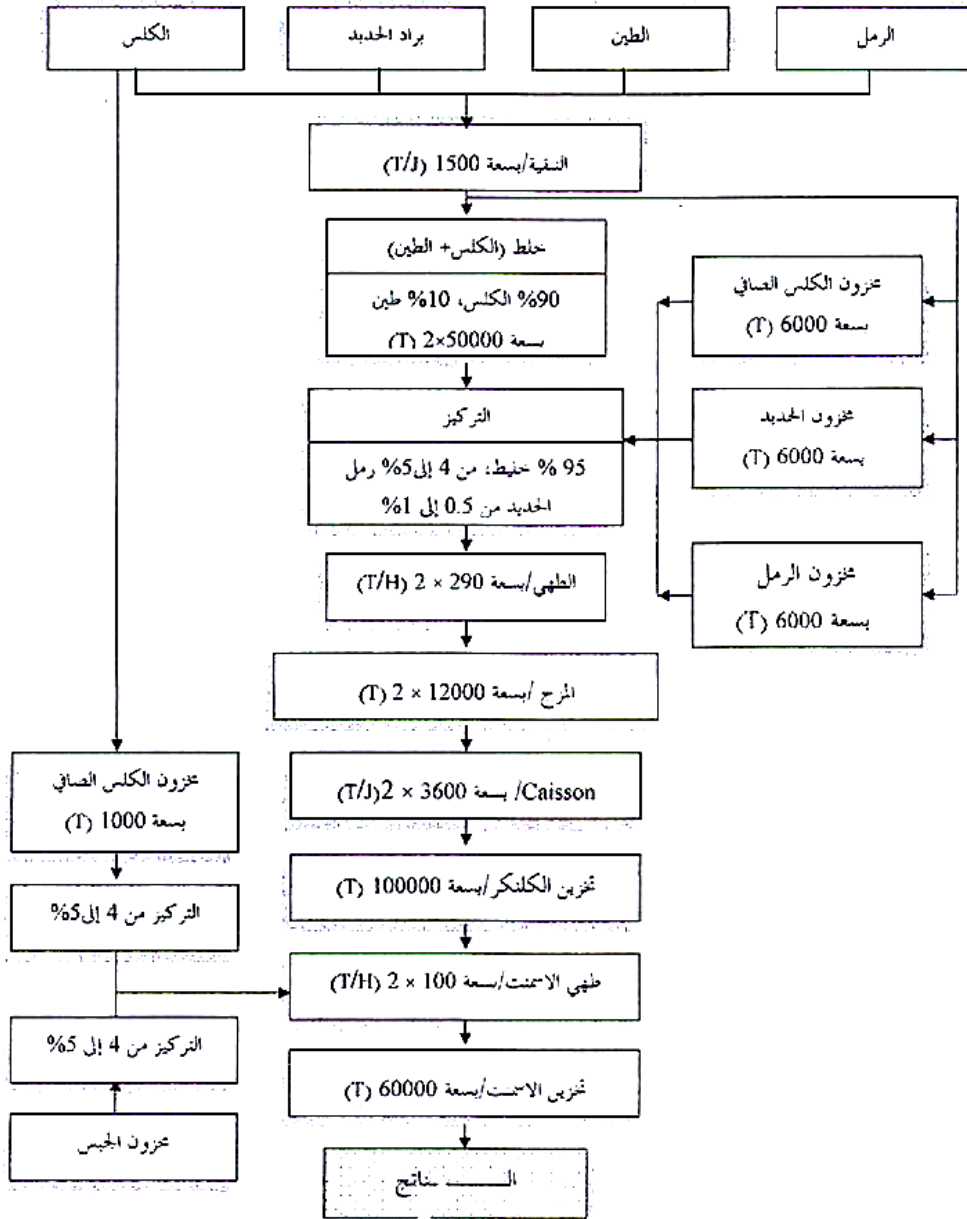 الرمل
الطين
براد الحديد
الكلس
التنقية/بسعة 1500 (T/J)
خلط (الكلس+ الطين)
90% الكلس، 10% طين
بسعة 50000×2 (T)
مخزون الكلس الصافي
بسعة 6000 (T)
التركيز
95 % خليط، من 4 إلى5% رمل
الحديد من 0.5 إلى 1%
مخزون الحديد
بسعة 6000 (T)
مخزون الرمل
بسعة 6000 (T)
الطهي/بسعة 290 × 2 (T/H)
المزج /بسعة 12000 × 2 (T)
Caisson/ بسعة 3600 × 2(T/J)
مخزون الكلس الصافي
بسعة 1000 (T)
تخزين الكلنكر/بسعة 100000 (T)
التركيز من 4 إلى5%
طهي الاسمنت/بسعة 100 × 2 (T/H)
التركيز من 4 إلى 5%
تخزين الاسمنت/بسعة 60000 (T)
مخزون الجبس
النـــــــاتج